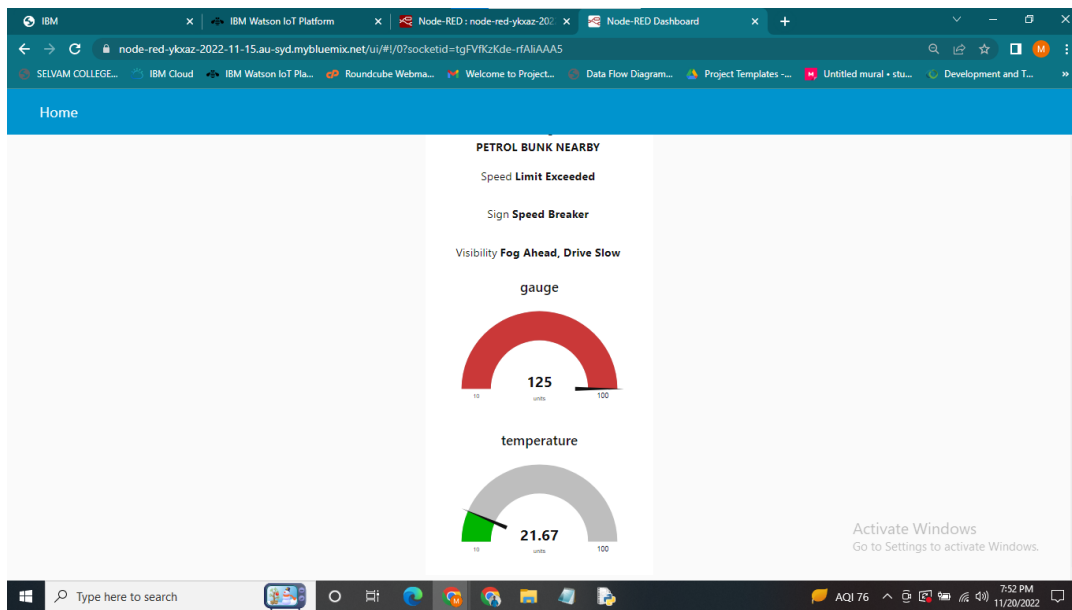 IBM
IBM Watson IoT Platform
Node-RED : node-red-ykxaz-202
Node-RED Dashboard
node-red-ykxaz-2022-11-15.au-syd.mybluemix.net/ui/#!/0?socketid=tgFVfKzKde-rfAliAAA5
M
SELVAM COLLEGE...
IBM Cloud
IBM Watson IoT Pla...
Roundcube Webma...
Welcome to Project...
Data Flow Diagram...
Project Templates -...
Untitled mural • stu...
Development and T...
Home
PETROL BUNK NEARBY
Speed Limit Exceeded
Sign Speed Breaker
Visibility Fog Ahead, Drive Slow
gauge
125
units
10
100
temperature
21.67
units
10
100
Activate Windows
Go to Settings to activate Windows.
Type here to search
AQI 76
7:52 PM
11/20/2022